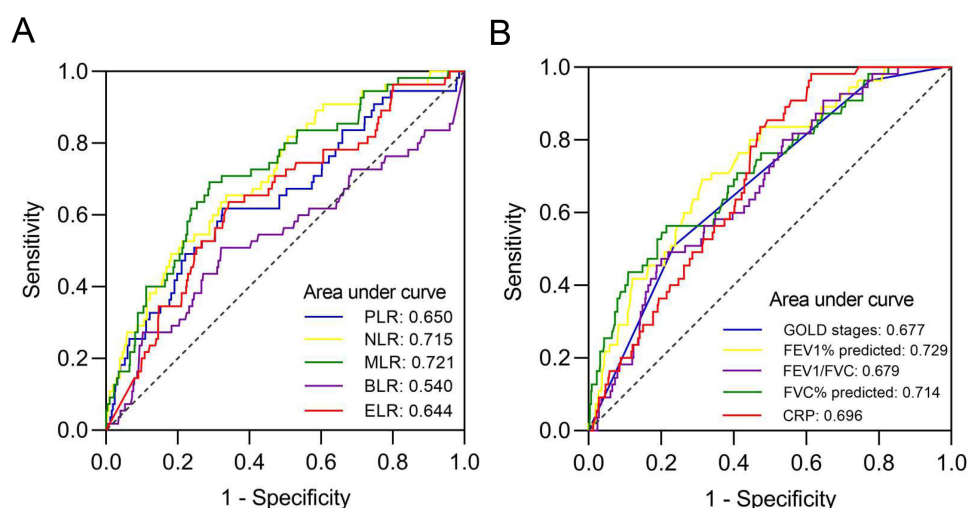 A
1.0
0.8
0.6
0.4
0.2
0.0
Sensitivity
Area under curve
PLR: 0.650
NLR: 0.715
MLR: 0.721
BLR: 0.540
ELR: 0.644
0.0 0.2 0.4 0.6 0.8 1.0
1 - Specificity
B
1.0
0.8
0.6
0.4
0.2
0.0
Sensitivity
Area under curve
GOLD stages: 0.677
FEV1% predicted: 0.729
FEV1/FVC: 0.679
FVC% predicted: 0.714
CRP: 0.696
0.0 0.2 0.4 0.6 0.8 1.0
1 - Specificity